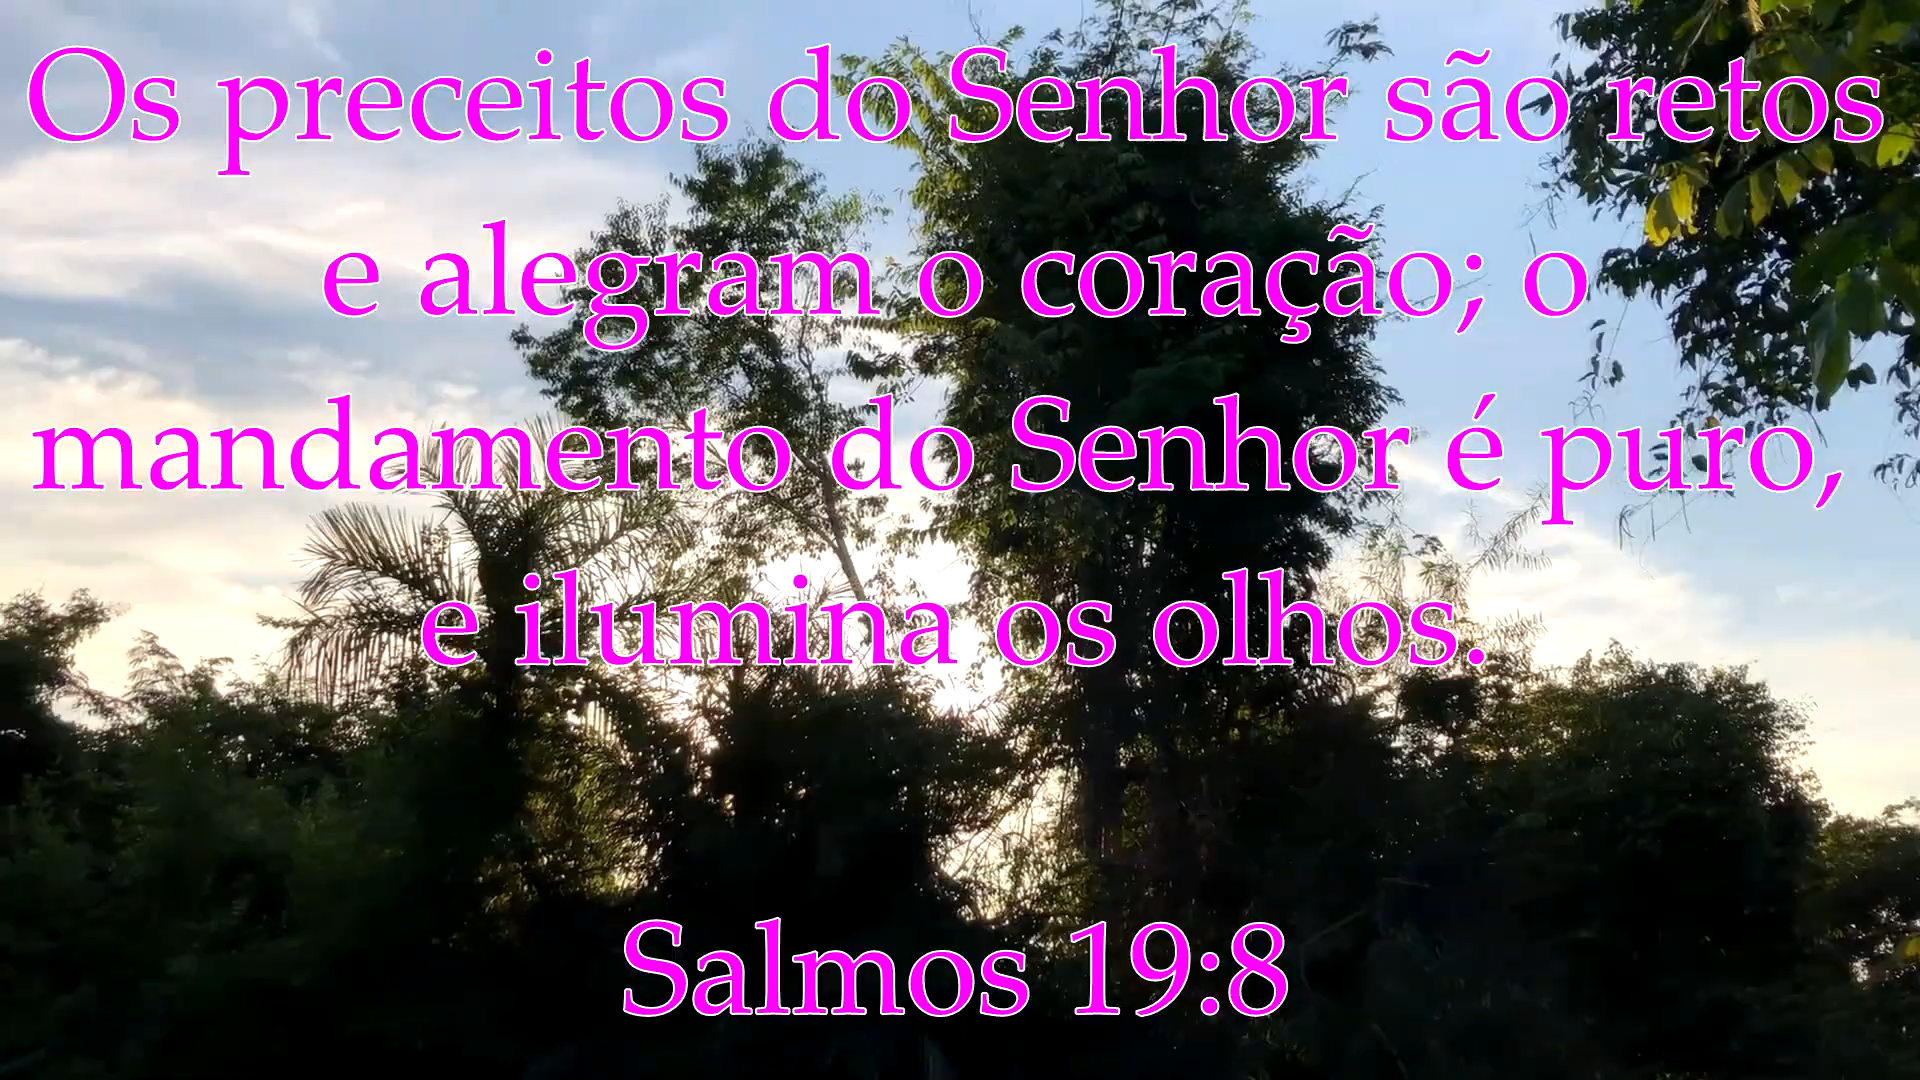 Os preceitos do Senhor são retos
e alegram o coração; o
mandamento do Senhor é puro,
e ilumina os olhos.
Salmos 19:8